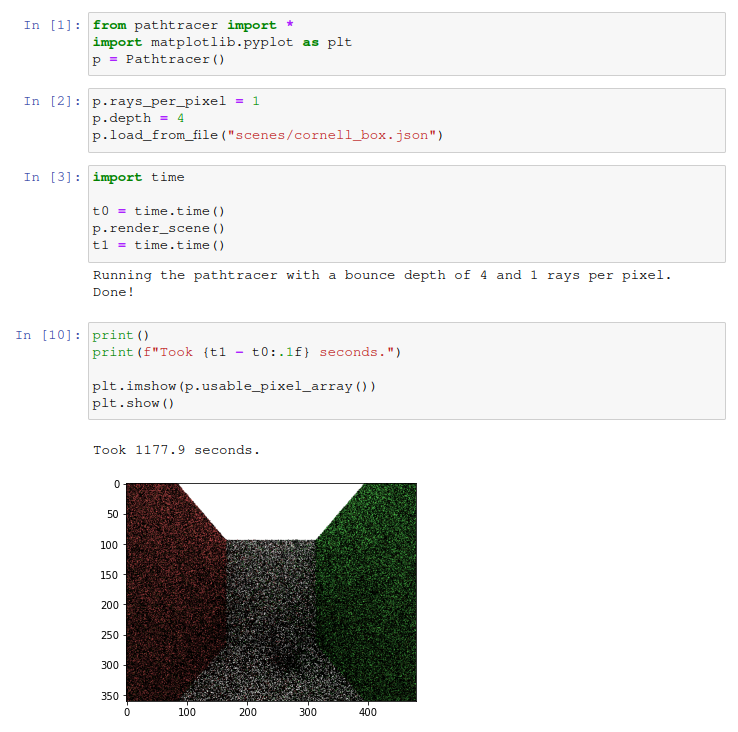 In [1]: from pathtracer import *
import matplotlib.pyplot as plt
p = Pathtracer()
In [2]: p.rays_per_pixel = 1
p.depth = 4
p.load_from_file("scenes/cornell_box.json")
In [3]: import time
t0 = time.time()
p.render_scene()
t1 = time.time()
Running the pathtracer with a bounce depth of 4 and 1 rays per pixel.
Done!
In [10]: print()
print(f"Took {t1 - t0:.1f} seconds.")
plt.imshow(p.usable_pixel_array())
plt.show()
Took 1177.9 seconds.
0
50
100
150
200
250
300
350
0 100 200 300 400